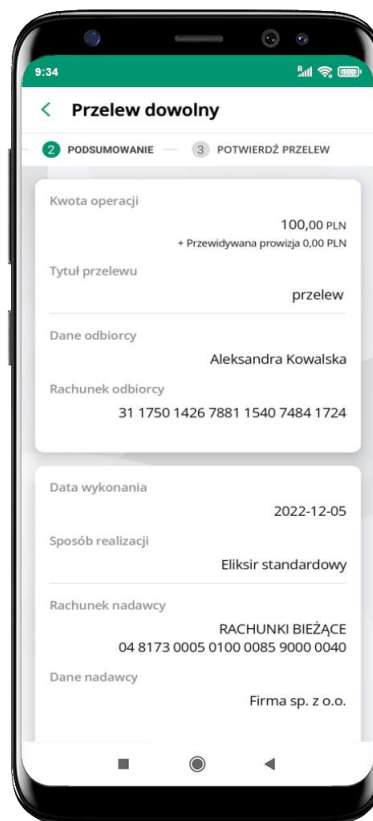 9:34
Przelew dowolny
2 PODSUMOWANIE
3 POTWIERDŹ PRZELEW
Kwota operacji
100,00 PLN
+ Przewidywana prowizja 0,00 PLN
Tytuł przelewu
przelew
Dane odbiorcy
Aleksandra Kowalska
Rachunek odbiorcy
31 1750 1426 7881 1540 7484 1724
Data wykonania
2022-12-05
Sposób realizacji
Eliksir standardowy
Rachunek nadawcy
RACHUNKI BIEŻĄCE
04 8173 0005 0100 0085 9000 0040
Dane nadawcy
Firma sp. z o.o.